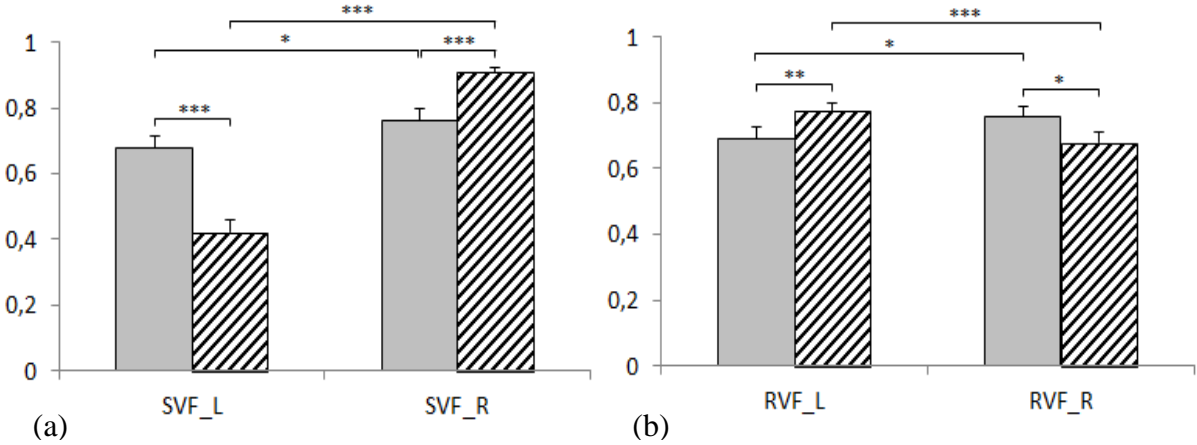 *** ***
* *** *
1 1
*** ** *
0,8 0,8
0,6 0,6
0,4 0,4
0,2 0,2
0 0
SVF_L SVF_R RVF_L RVF_R
(a) (b)